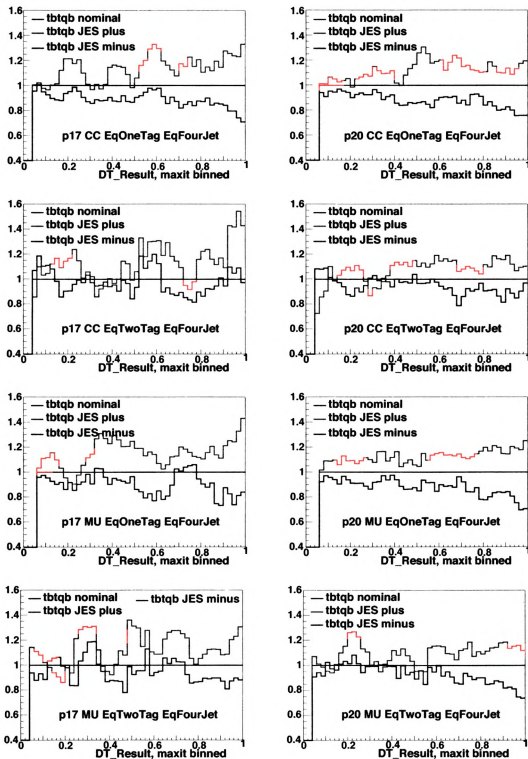 1.6
tbtqb nominal
1.4
tbtqb JES plus
tbtqb JES minus
1.2
1
0.8
0.6
p17 CC EqOneTag EqFourJet
0.4
0 0.2 0.4 0.6 0.8 1
DT_Result, maxit binned
1.6
tbtqb nominal
1.4
tbtqb JES plus
tbtqb JES minus
1.2
1
0.8
0.6
p20 CC EqOneTag EqFourJet
0.4
0 0.2 0.4 0.6 0.8 1
DT_Result, maxit binned
1.6
tbtqb nominal
1.4
tbtqb JES plus
tbtqb JES minus
1.2
1
0.8
0.6
p17 CC EqTwoTag EqFourJet
0.4
0 0.2 0.4 0.6 0.8 1
DT_Result, maxit binned
1.6
tbtqb nominal
1.4
tbtqb JES plus
tbtqb JES minus
1.2
1
0.8
0.6
p20 CC EqTwoTag EqFourJet
0.4
0 0.2 0.4 0.6 0.8 1
DT_Result, maxit binned
1.6
tbtqb nominal
1.4
tbtqb JES plus
tbtqb JES minus
1.2
1
0.8
0.6
p17 MU EqOneTag EqFourJet
0.4
0 0.2 0.4 0.6 0.8 1
DT_Result, maxit binned
1.6
tbtqb nominal
1.4
tbtqb JES plus
tbtqb JES minus
1.2
1
0.8
0.6
p20 MU EqOneTag EqFourJet
0.4
0 0.2 0.4 0.6 0.8 1
DT_Result, maxit binned
1.6
tbtqb nominal tbtqb JES minus
1.4
tbtqb JES plus
1.2
1
0.8
0.6
p17 MU EqTwoTag EqFourJet
0.4
0 0.2 0.4 0.6 0.8 1
DT_Result, maxit binned
1.6
tbtqb nominal
1.4
tbtqb JES plus
tbtqb JES minus
1.2
1
0.8
0.6
p20 MU EqTwoTag EqFourJet
0.4
0 0.2 0.4 0.6 0.8 1
DT_Result, maxit binned